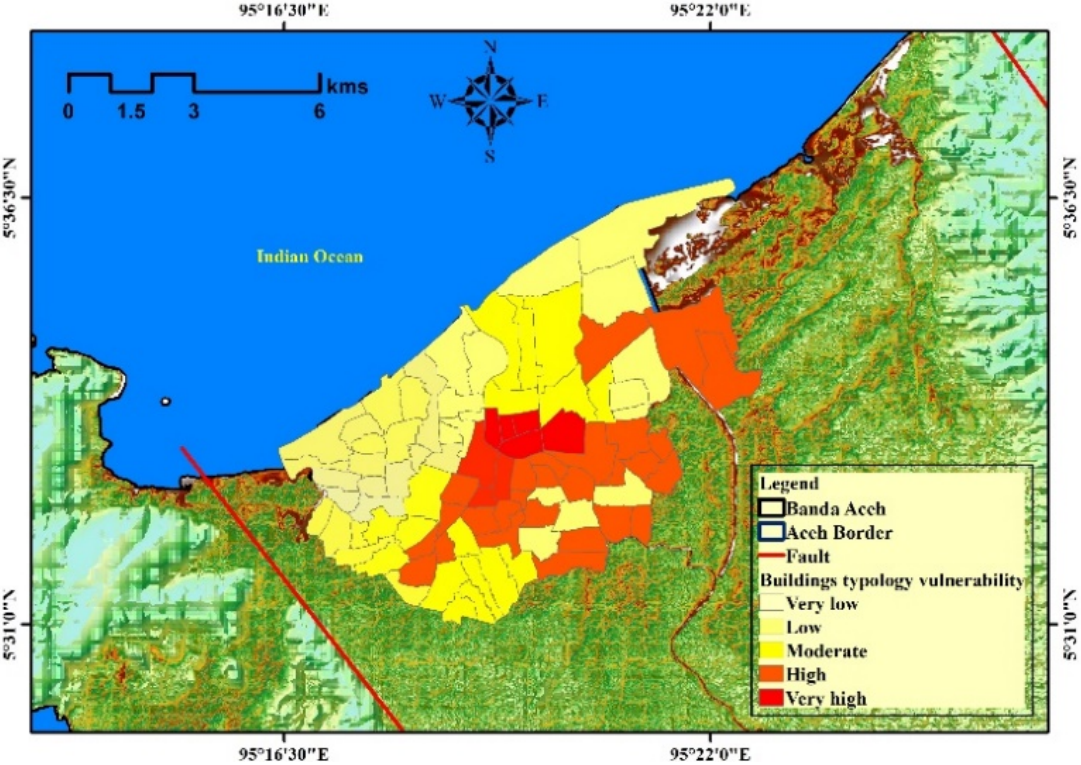 95°16'30"E 95°22'0"E
N
kms
W E
0 1.5 3 6
S
5°36'30"N 5°36'30"N
Indian Ocean
Legend
Banda Aceh
Aceh Border
Fault
Buildings typology vulnerability
Very low
Low
Moderate
High
Very high
5°31'0"N 5°31'0"N
95°16'30"E 95°22'0"E